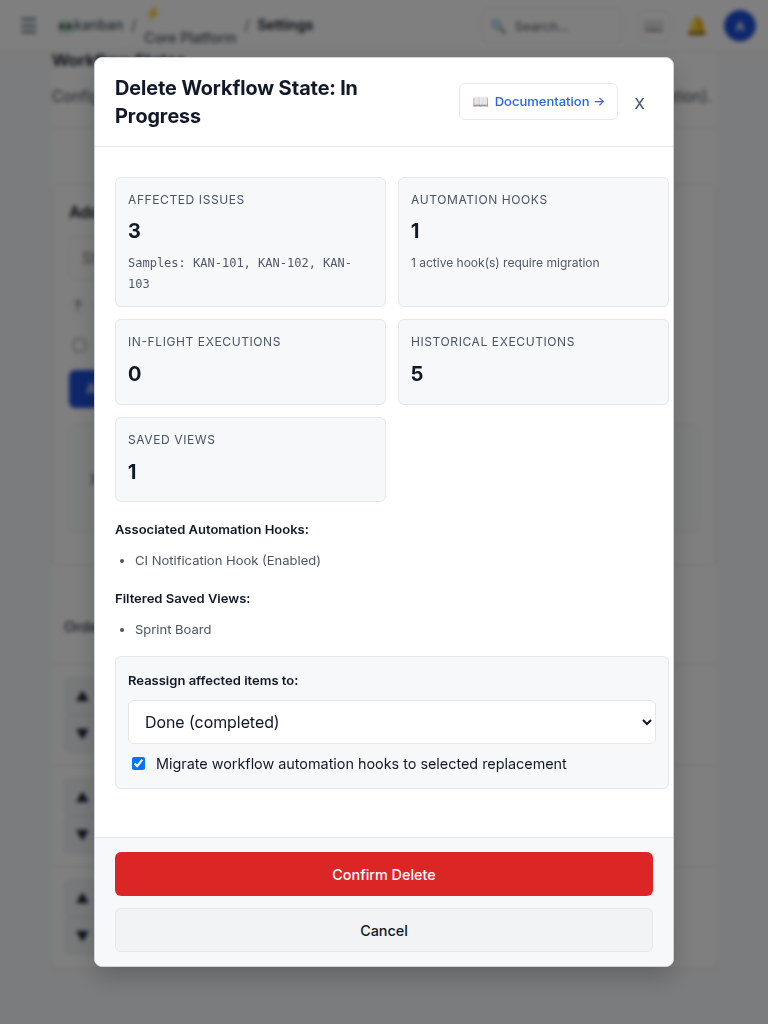 kanban / Core Platform / Settings
Search...
Delete Workflow State: In
Progress
Documentation →
X
AFFECTED ISSUES
3
Samples: KAN-101, KAN-102, KAN-
103
AUTOMATION HOOKS
1
1 active hook(s) require migration
IN-FLIGHT EXECUTIONS
0
HISTORICAL EXECUTIONS
5
SAVED VIEWS
1
Associated Automation Hooks:
• CI Notification Hook (Enabled)
Filtered Saved Views:
• Sprint Board
Reassign affected items to:
Done (completed)
Migrate workflow automation hooks to selected replacement
Confirm Delete
Cancel